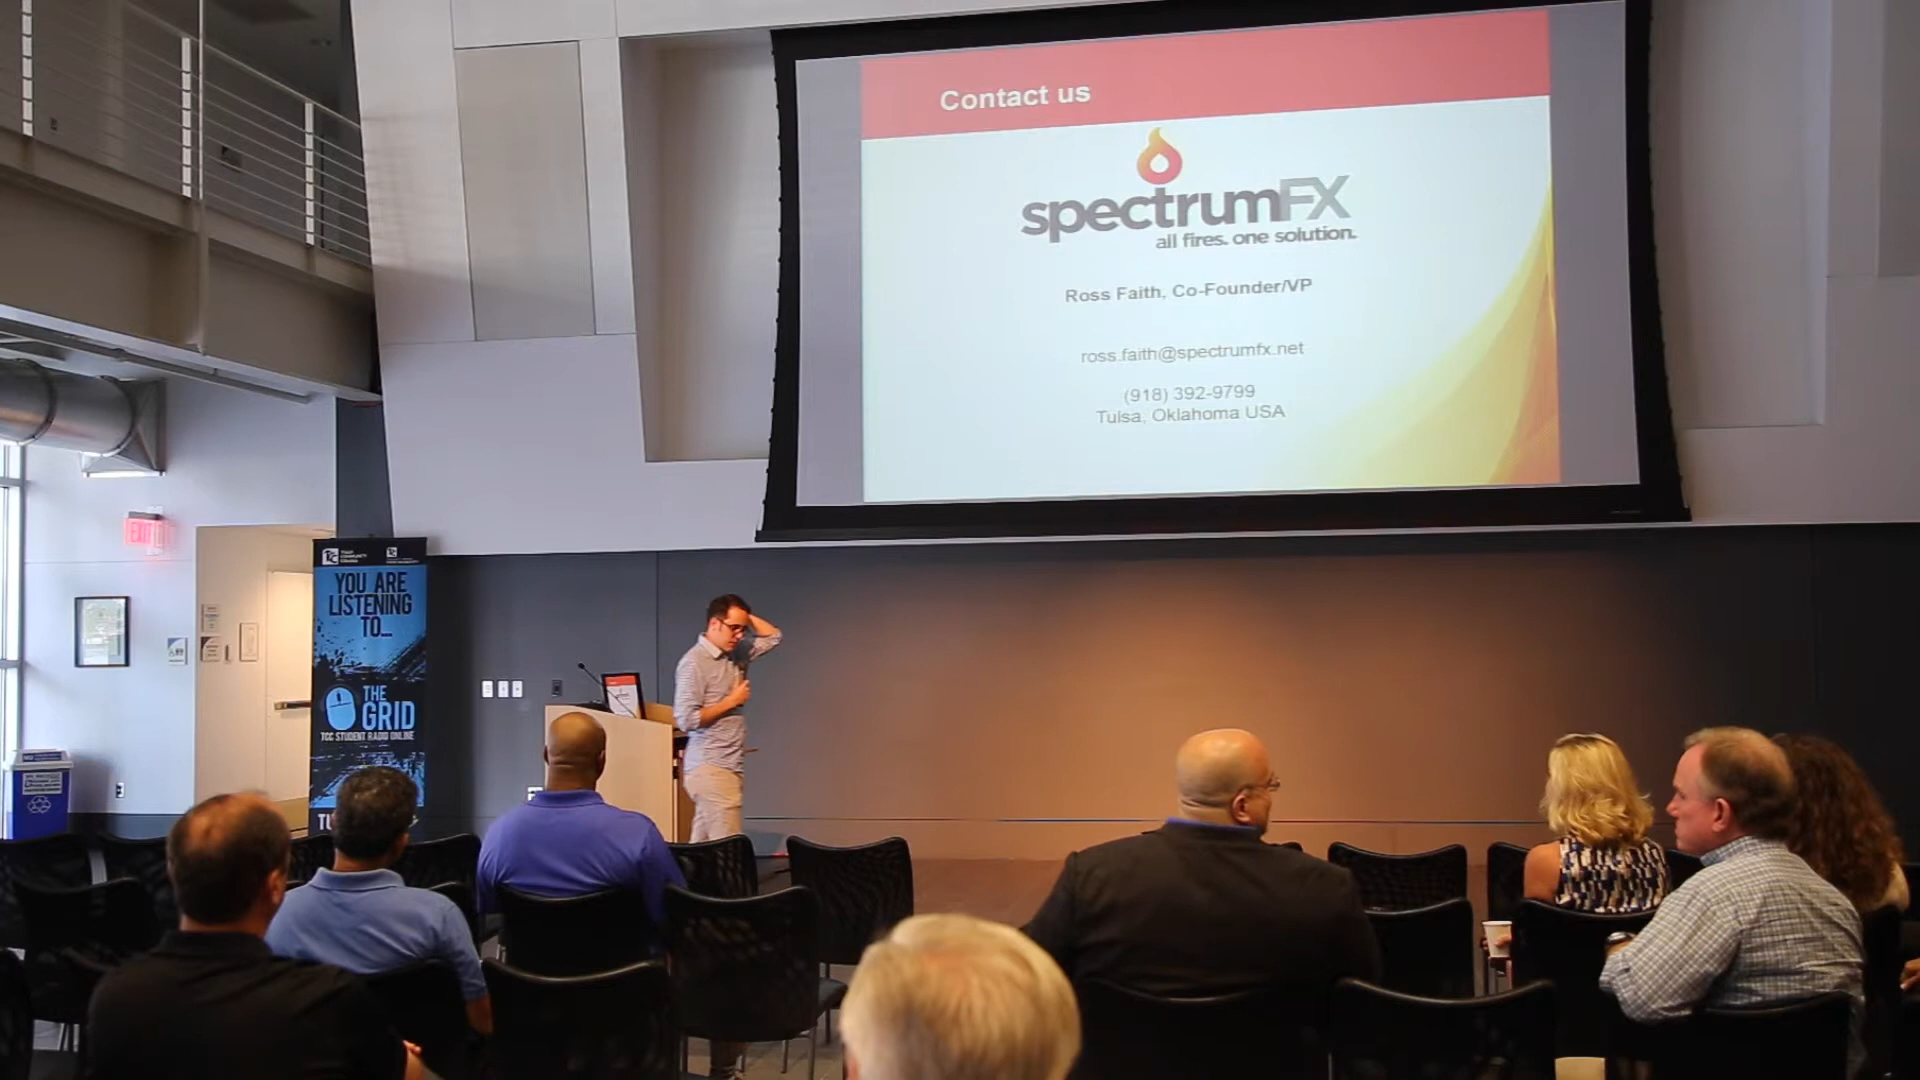 Contact us
spectrumFX
all fires. one solution.
Ross Faith, Co-Founder/VP
ross.faith@spectrumfx.net
(918) 392-9799
Tulsa, Oklahoma USA
EXIT
YOU ARE
LISTENING
TO...
THE
GRID
TCC STUDENT RADIO ONLINE
TU